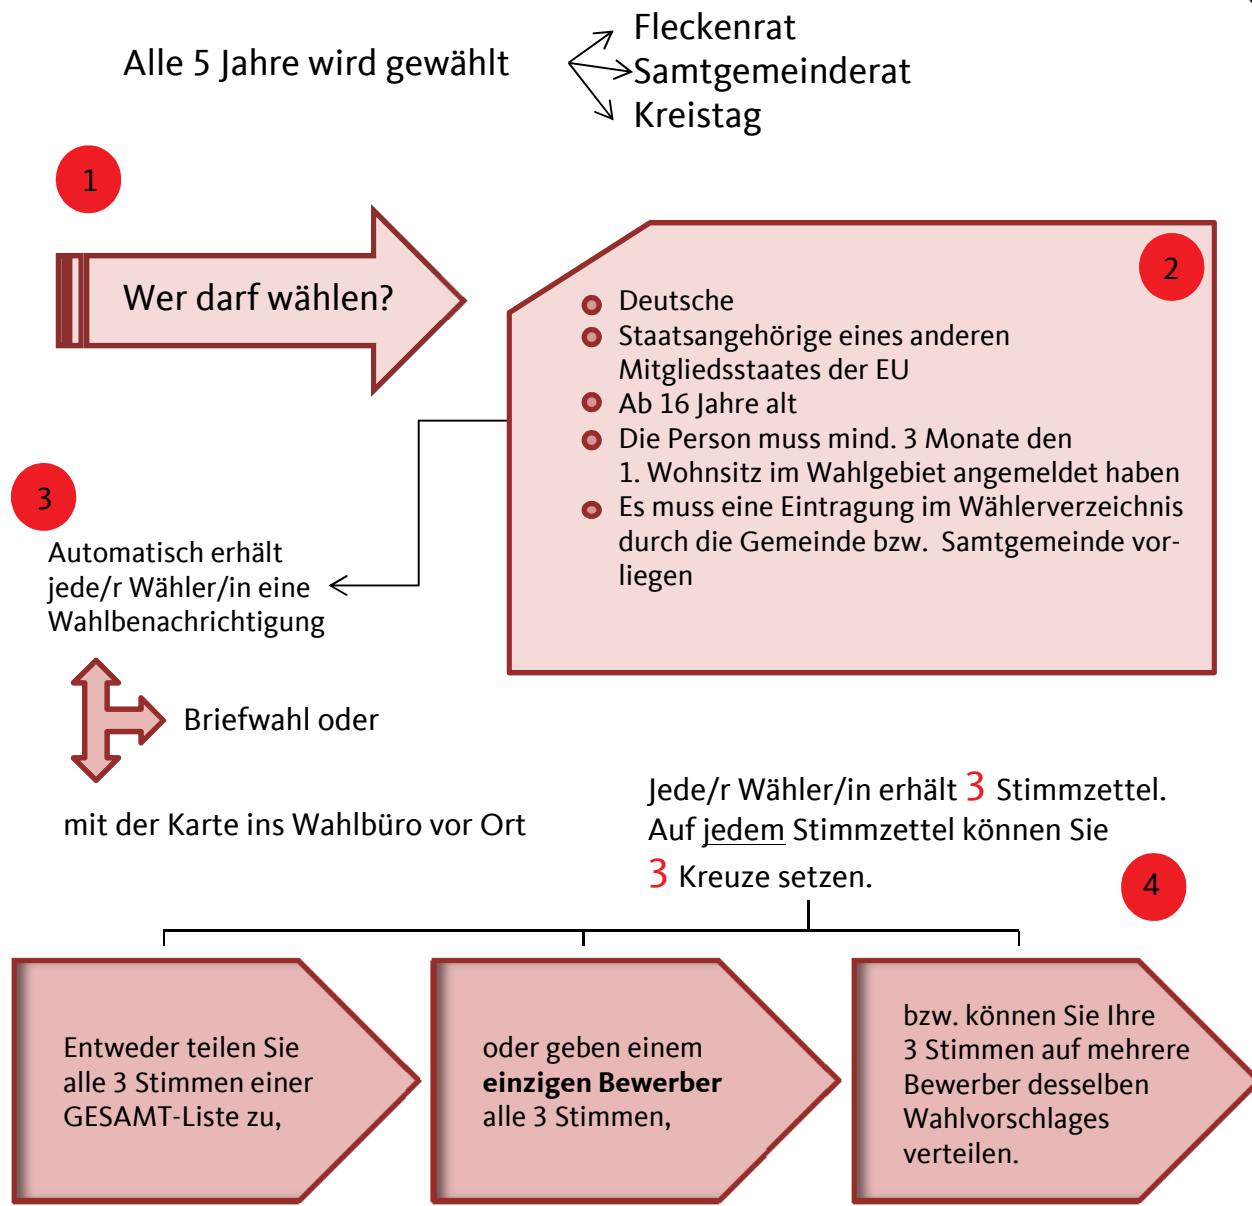 Alle 5 Jahre wird gewählt
Fleckenrat
Samtgemeinderat
Kreistag
1
Wer darf wählen?
2
Deutsche
Staatsangehörige eines anderen
Mitgliedsstaates der EU
Ab 16 Jahre alt
Die Person muss mind. 3 Monate den
1. Wohnsitz im Wahlgebiet angemeldet haben
Es muss eine Eintragung im Wählerverzeichnis
durch die Gemeinde bzw. Samtgemeinde vor-
liegen
3
Automatisch erhält
jede/r Wähler/in eine
Wahlbenachrichtigung
Briefwahl oder
mit der Karte ins Wahlbüro vor Ort
Jede/r Wähler/in erhält 3 Stimmzettel.
Auf jedem Stimmzettel können Sie
3 Kreuze setzen.
4
Entweder teilen Sie
alle 3 Stimmen einer
GESAMT-Liste zu,
oder geben einem
einzigen Bewerber
alle 3 Stimmen,
bzw. können Sie Ihre
3 Stimmen auf mehrere
Bewerber desselben
Wahlvorschlages
verteilen.